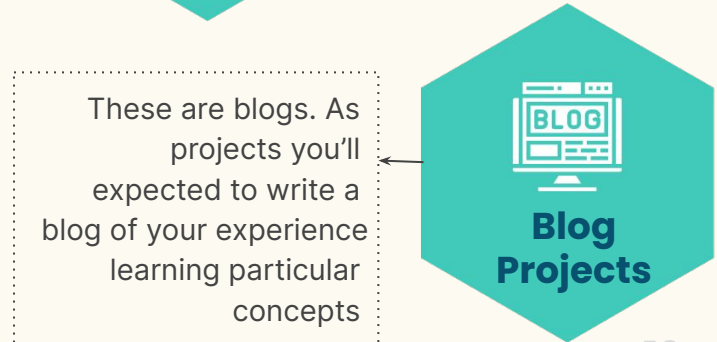 These are blogs. As
projects you’ll
expected to write a
blog of your experience
learning particular
concepts
BLOG
Blog
Projects